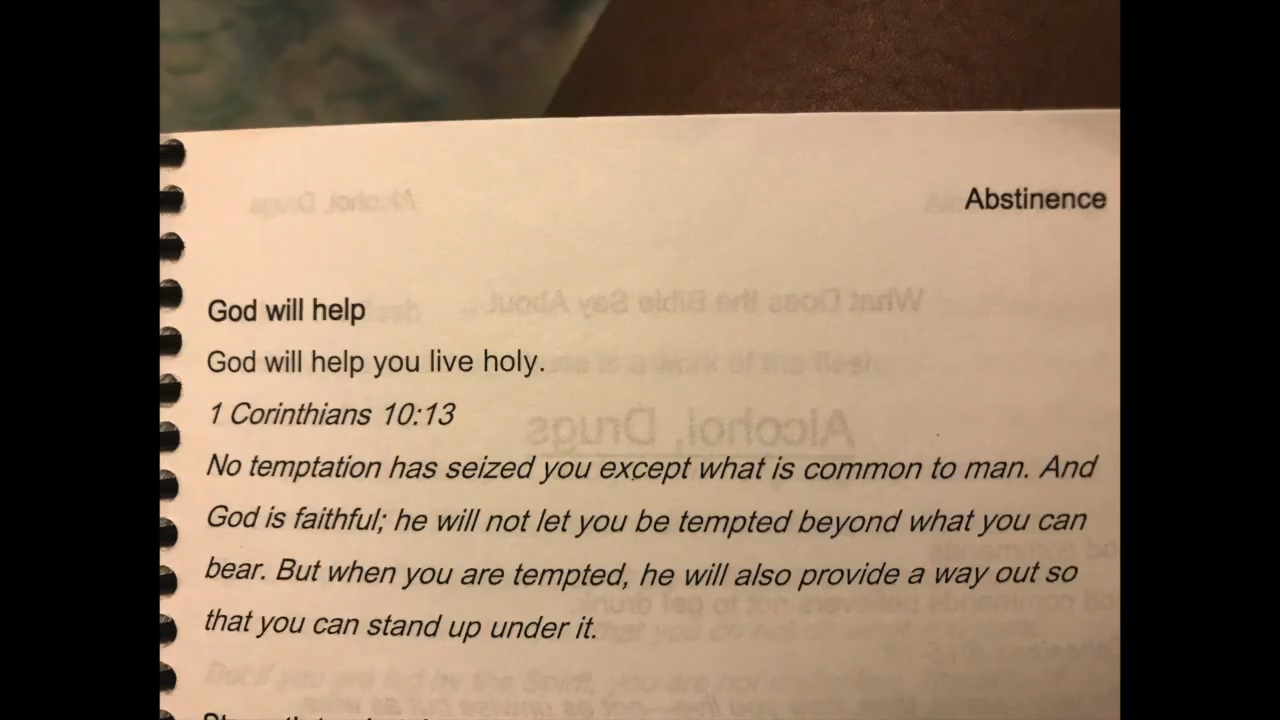 Abstinence
God will help
God will help you live holy.
1 Corinthians 10:13
No temptation has seized you except what is common to man. And
God is faithful; he will not let you be tempted beyond what you can
bear. But when you are tempted, he will also provide a way out so
that you can stand up under it.